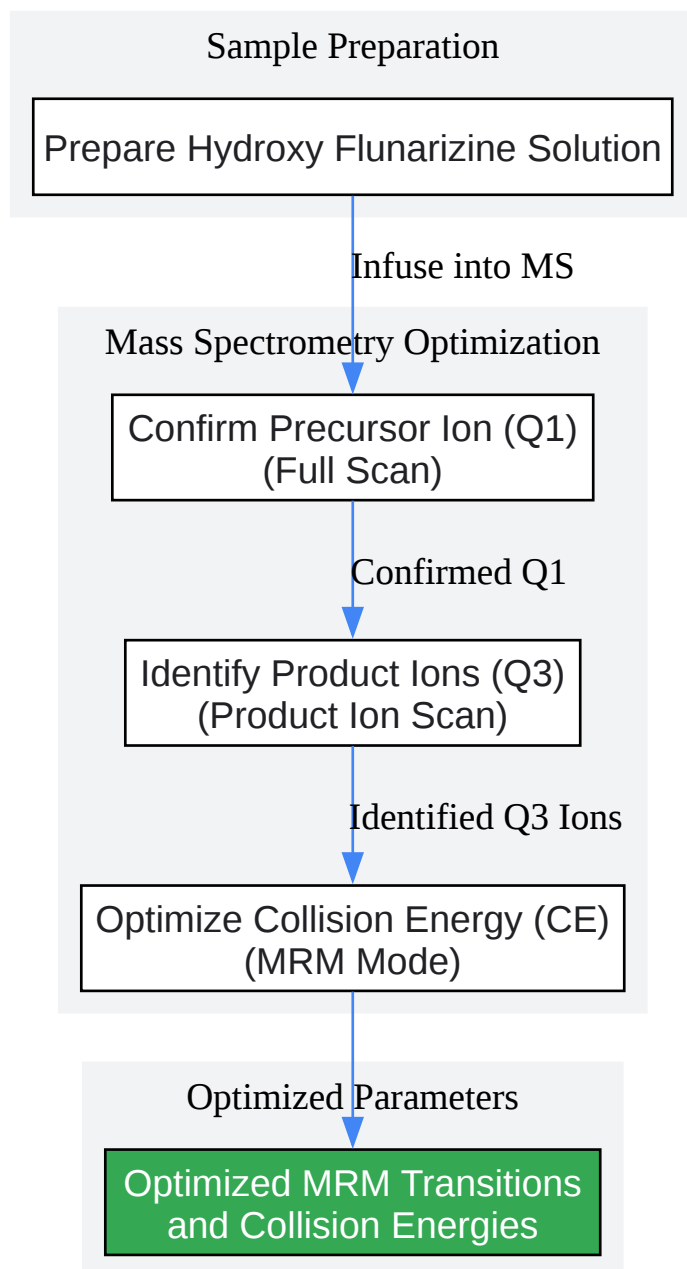 Sample Preparation
Prepare Hydroxy Flunarizine Solution
Infuse into MS
Mass Spectrometry Optimization
Confirm Precursor Ion (Q1)
(Full Scan)
Confirmed Q1
Identify Product Ions (Q3)
(Product Ion Scan)
Identified Q3 Ions
Optimize Collision Energy (CE)
(MRM Mode)
Optimized Parameters
Optimized MRM Transitions
and Collision Energies